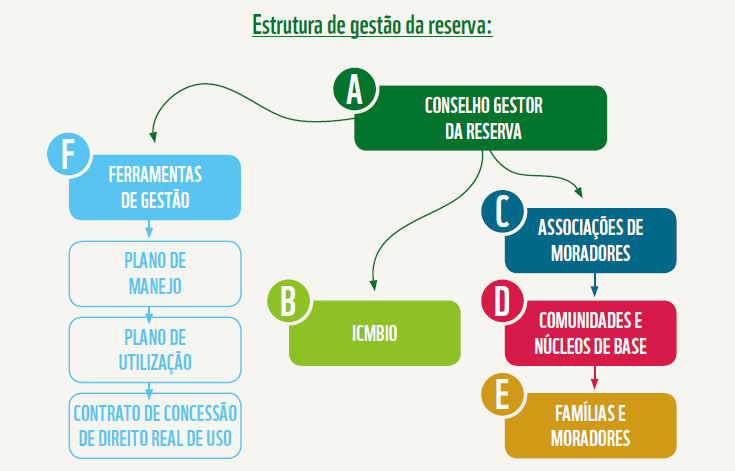 Estrutura de gestão da reserva:
A
CONSELHO GESTOR
DA RESERVA
F
FERRAMENTAS
DE GESTÃO
PLANO DE
MANEJO
PLANO DE
UTILIZAÇÃO
CONTRATO DE CONCESSÃO
DE DIREITO REAL DE USO
B
ICMBIO
C
ASSOCIAÇÕES DE
MORADORES
D
COMUNIDADES E
NÚCLEOS DE BASE
E
FAMÍLIAS E
MORADORES